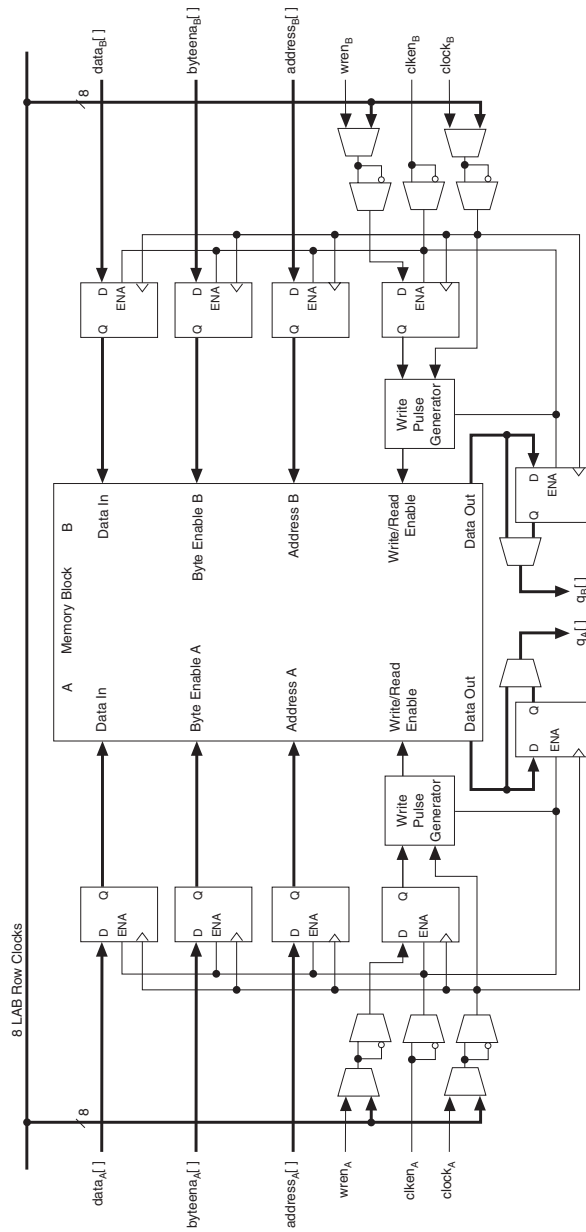 8 LAB Row Clocks
8
8
data_A[ ]
byteena_A[ ]
address_A[ ]
wren_A
clken_A
clock_A
D
Q
ENA
D
Q
ENA
D
Q
ENA
D
Q
ENA
Write
Pulse
Generator
A
Memory Block
B
Data In
Data In
Byte Enable A
Byte Enable B
Address A
Address B
Write/Read
Enable
Write/Read
Enable
Data Out
Data Out
D
Q
ENA
D
Q
ENA
q_A[ ]
q_B[ ]
Write
Pulse
Generator
Q
D
ENA
Q
D
ENA
Q
D
ENA
Q
D
ENA
data_B[ ]
byteena_B[ ]
address_B[ ]
wren_B
clken_B
clock_B